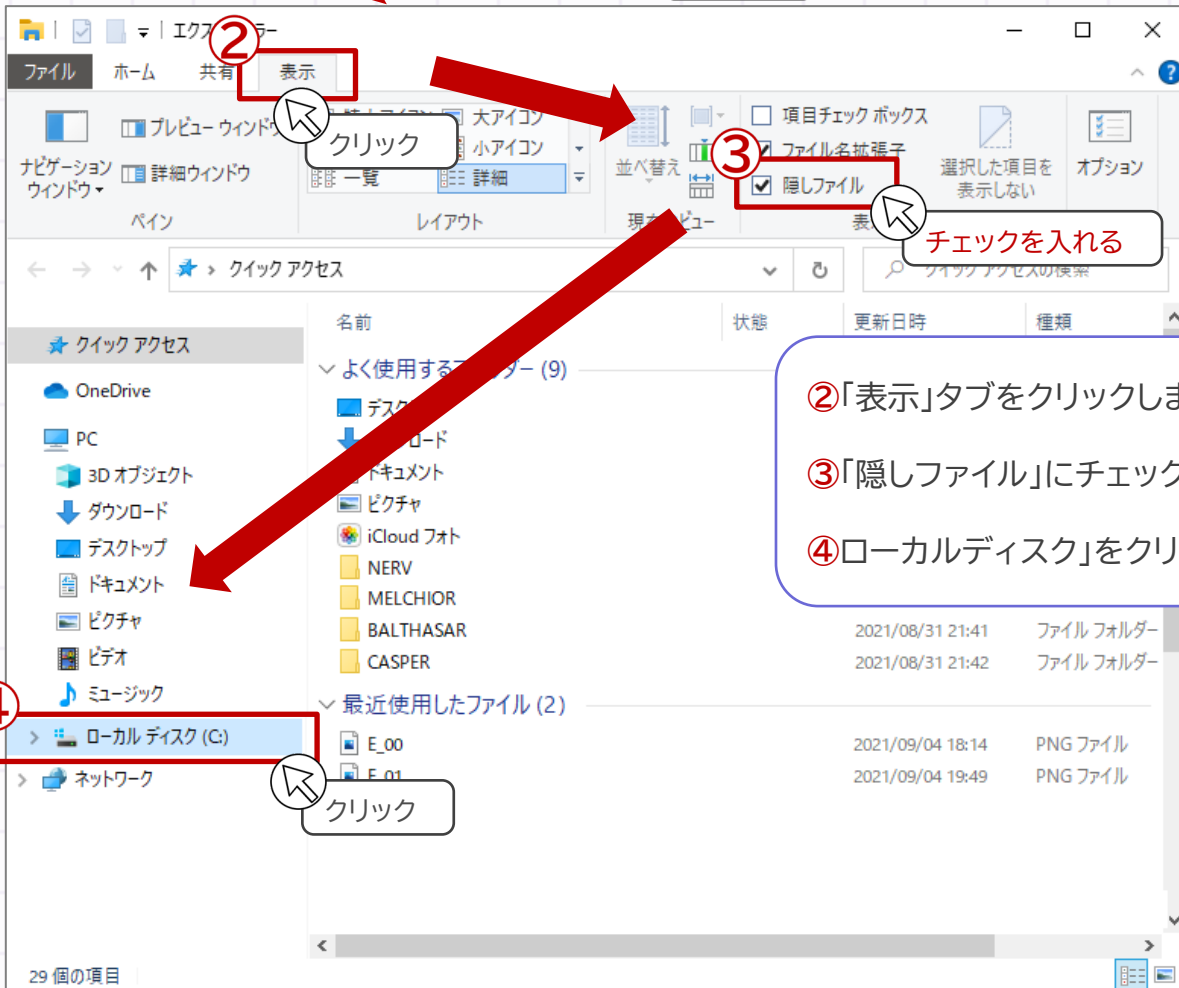 エクスプローラー
②
ファイル ホーム 共有 表示
クリック
プレビュー ウィンドウ
ナビゲーション
ウィンドウ
詳細ウィンドウ
大アイコン
小アイコン
一覧
詳細
並べ替え
項目チェック ボックス
③
ファイル名拡張子
隠しファイル
選択した項目を
表示しない
オプション
ペイン
レイアウト
チェックを入れる
クイック アクセス
クイック アクセスの検索
名前 状態 更新日時 種類
クイック アクセス
OneDrive
PC
3D オブジェクト
ダウンロード
デスクトップ
ドキュメント
ピクチャ
ビデオ
ミュージック
ローカル ディスク (C:)
ネットワーク
クリック
よく使用するフォルダー (9)
ドキュメント
ピクチャ
iCloud フォト
NERV
MELCHIOR
BALTHASAR 2021/08/31 21:41 ファイル フォルダー
CASPER 2021/08/31 21:42 ファイル フォルダー
最近使用したファイル (2)
E_00 2021/09/04 18:14 PNG ファイル
E_01 2021/09/04 19:49 PNG ファイル
②「表示」タブをクリックしま
③「隠しファイル」にチェック
④ローカルディスク」をクリ
29 個の項目